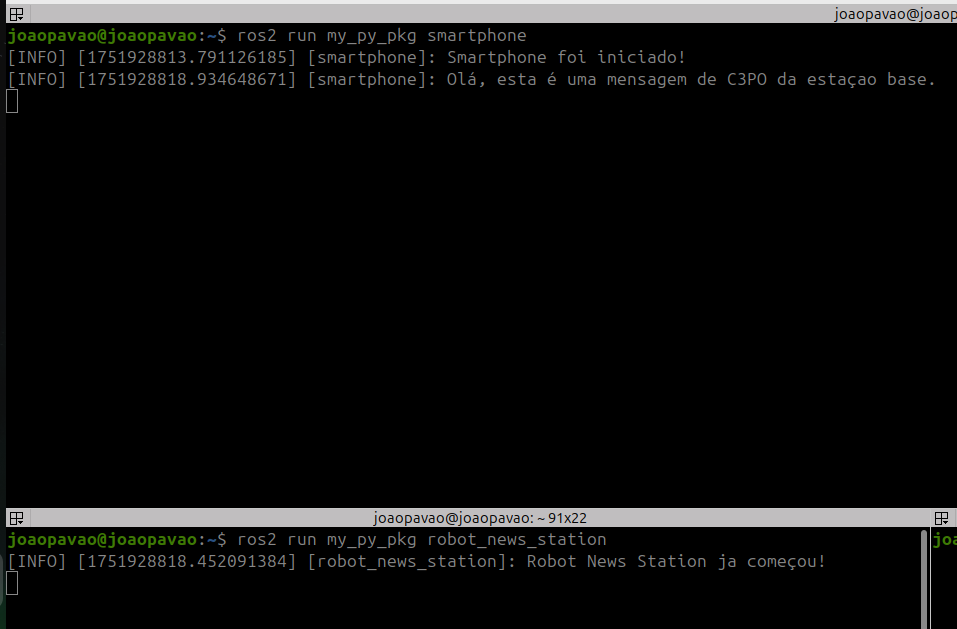 joaopavao@joaop
joaopavao@joaopavao:~$ ros2 run my_py_pkg smartphone
[INFO] [1751928813.791126185] [smartphone]: Smartphone foi iniciado!
[INFO] [1751928818.934648671] [smartphone]: Olá, esta é uma mensagem de C3PO da estaçao base.
joaopavao@joaopavao: ~ 91x22
joaopavao@joaopavao:~$ ros2 run my_py_pkg robot_news_station
[INFO] [1751928818.452091384] [robot_news_station]: Robot News Station ja começou!
joa